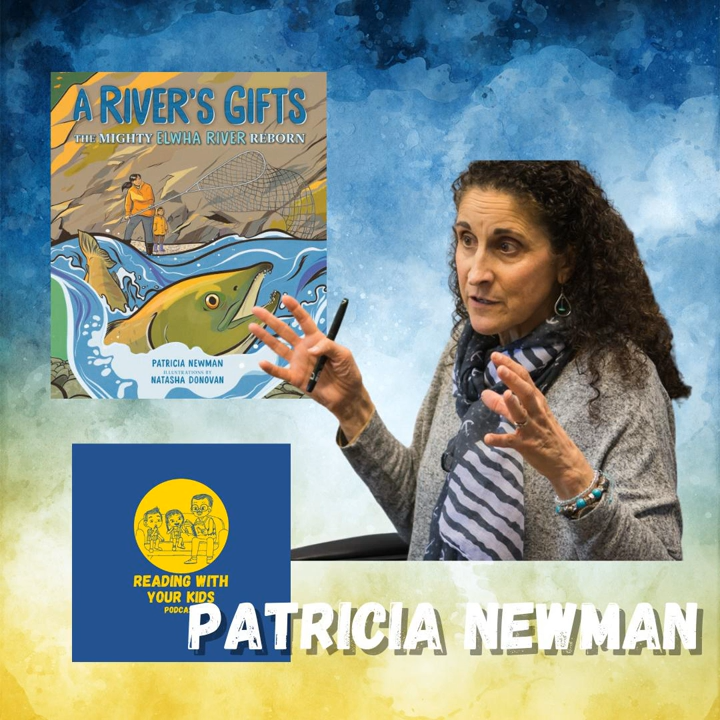 A RIVER'S GIFTS
THE MIGHTY ELWHA RIVER REBORN
PATRICIA NEWMAN
ILLUSTRATIONS BY
NATASHA DONOVAN
READING WITH
YOUR KIDS
PATRICIA NEWMAN